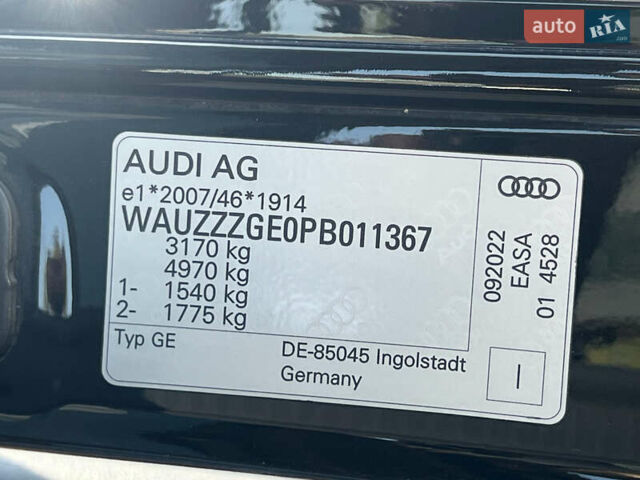 auto RIA.com
AUDI AG
e1*2007/46*1914
WAUZZZGE0PB011367
3170 kg
4970 kg
1- 1540 kg
2- 1775 kg
Typ GE
DE-85045 Ingolstadt
Germany
092022
EASA
01 4528
I